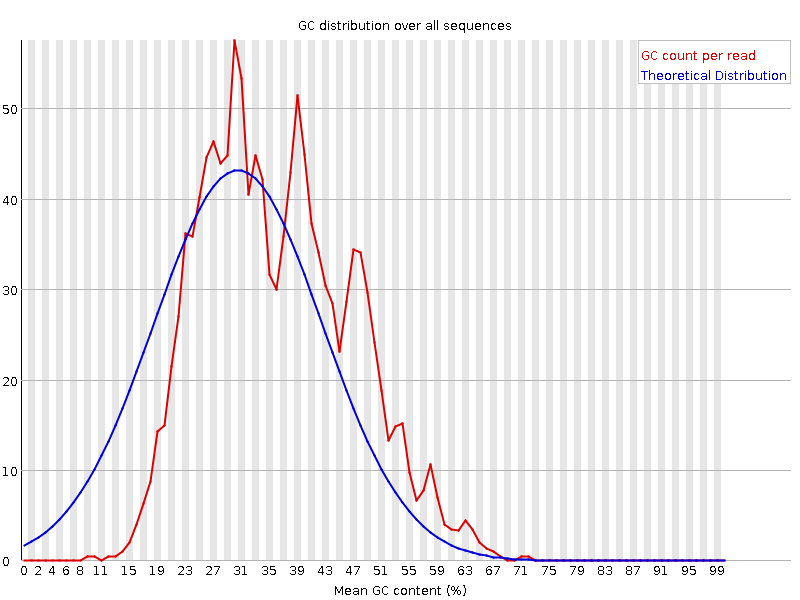 GC distribution over all sequences
GC count per read
Theoretical Distribution
50
40
30
20
10
0
0 2 4 6 8 11 15 19 23 27 31 35 39 43 47 51 55 59 63 67 71 75 79 83 87 91 95 99
Mean GC content (%)